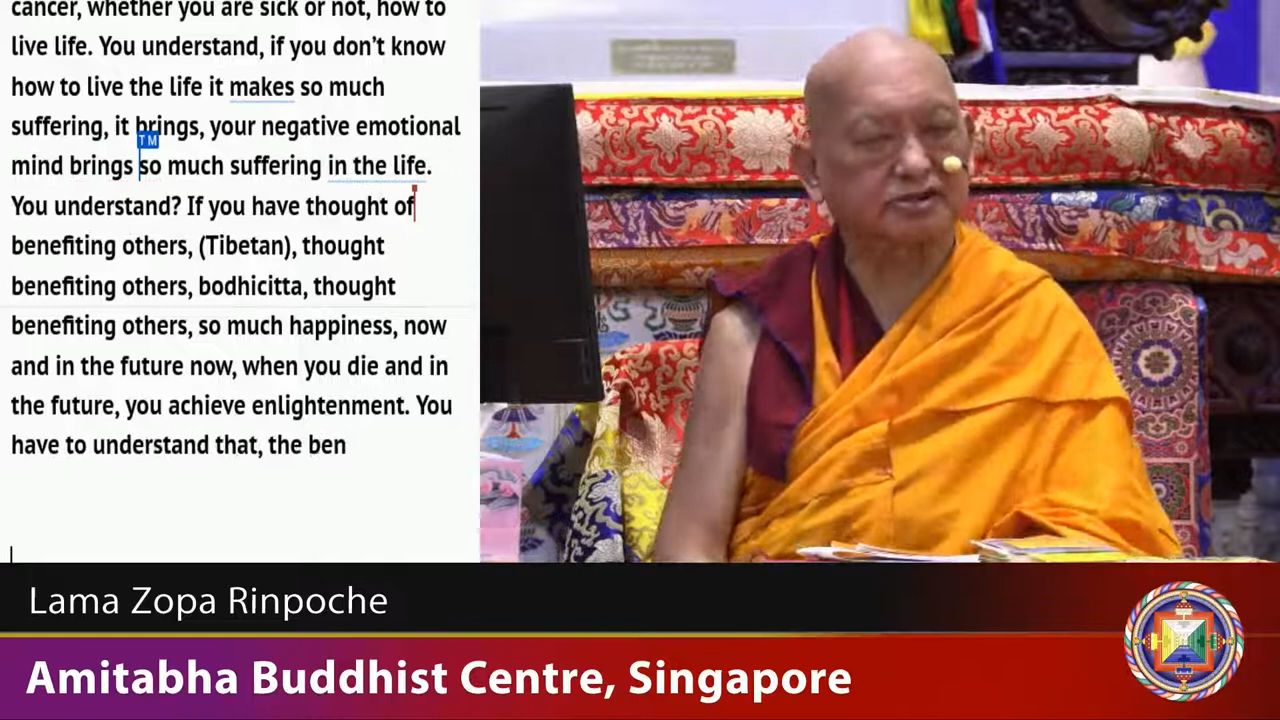 cancer, whether you are sick or not, how to
live life. You understand, if you don’t know
how to live the life it makes so much
suffering, it brings, your negative emotional
TM
mind brings so much suffering in the life.
You understand? If you have thought of
benefiting others, (Tibetan), thought
benefiting others, bodhicitta, thought
benefiting others, so much happiness, now
and in the future now, when you die and in
the future, you achieve enlightenment. You
have to understand that, the ben
Lama Zopa Rinpoche
Amitabha Buddhist Centre, Singapore